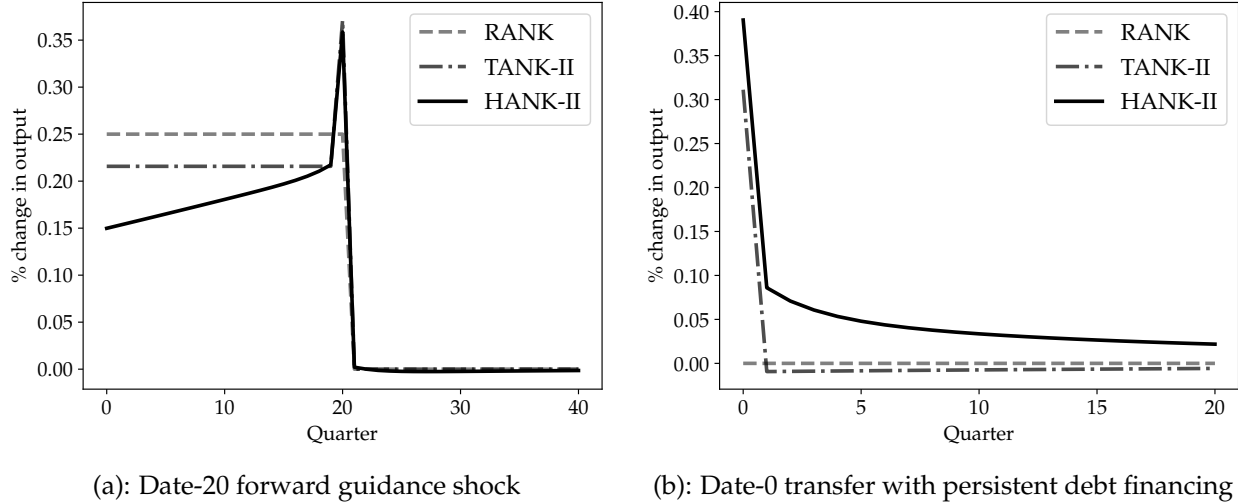 0.35
0.30
0.25
0.20
0.15
0.10
0.05
0.00
% change in output
RANK
TANK-II
HANK-II
0
10
20
30
40
Quarter
(a): Date-20 forward guidance shock
0.40
0.35
0.30
0.25
0.20
0.15
0.10
0.05
0.00
% change in output
RANK
TANK-II
HANK-II
0
5
10
15
20
Quarter
(b): Date-0 transfer with persistent debt financing